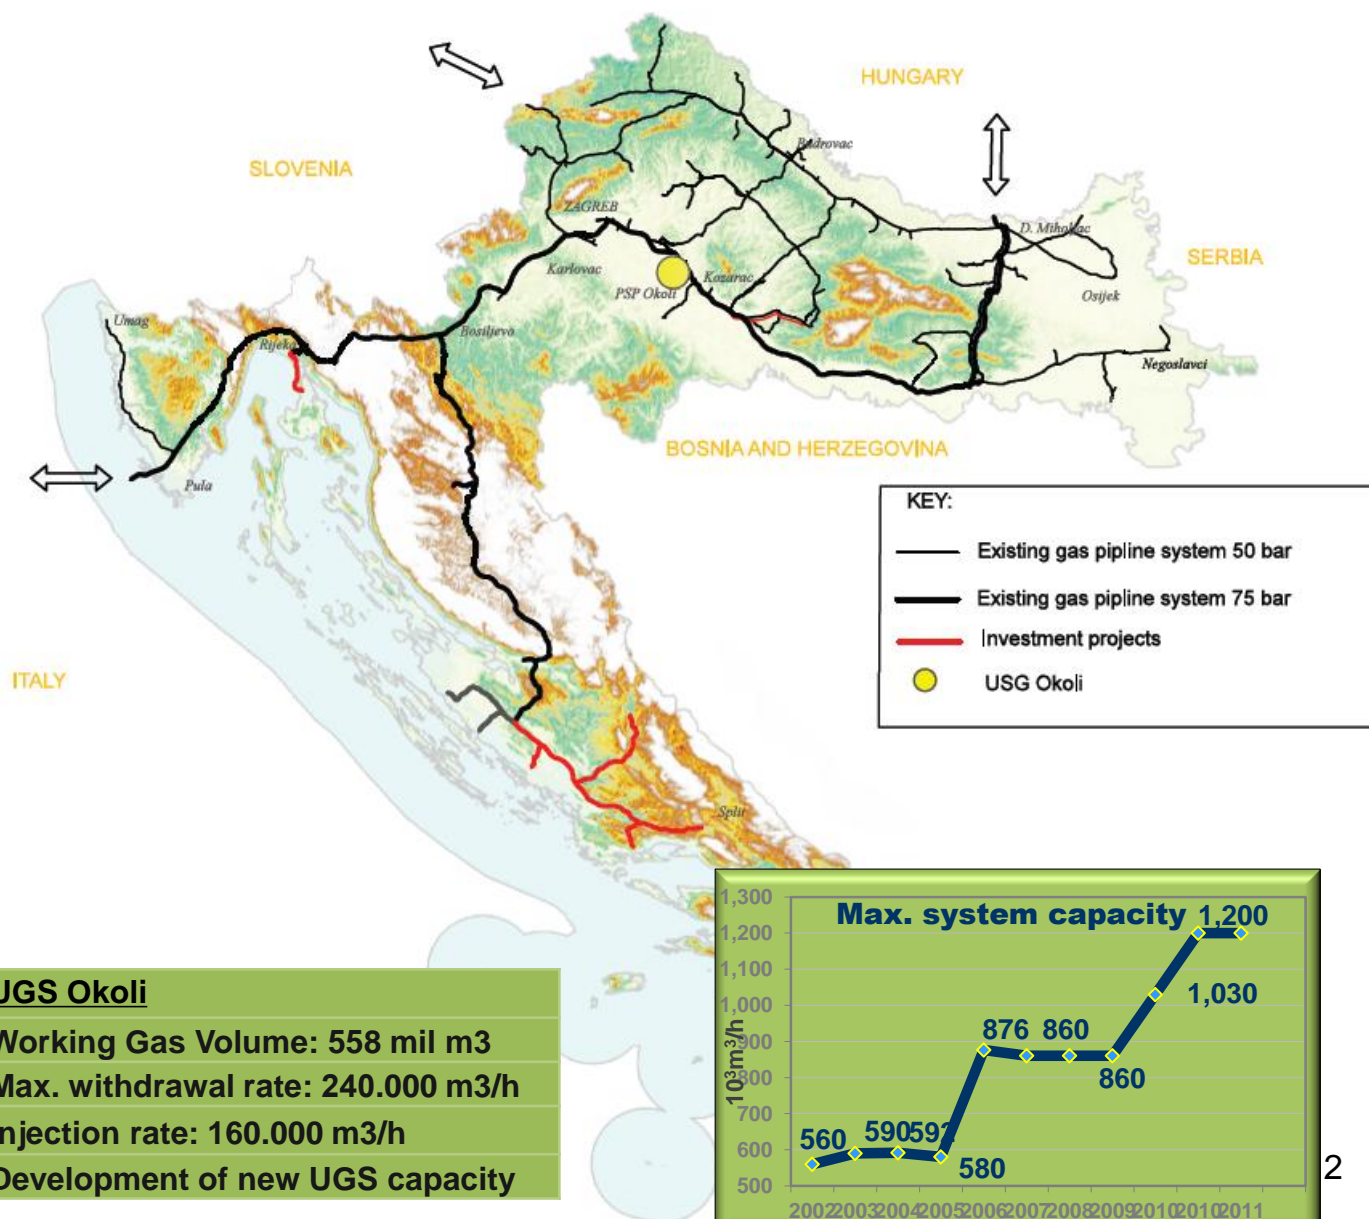 HUNGARY
SLOVENIA
Budrovac
ZAGREB
D. Miholjac
SERBIA
Karlovac
Kozarac
PSP Okoli
Osijek
Umag
Rijeka
Bosiljevo
Negoslavci
BOSNIA AND HERZEGOVINA
Pula
KEY:
Existing gas pipline system 50 bar
Existing gas pipline system 75 bar
Investment projects
USG Okoli
ITALY
Split
Max. system capacity
10³m³/h
1,300
1,200
1,100
1,000
900
800
700
600
500
560
590
592
580
876
860
860
1,030
1,200
2002 2003 2004 2005 2006 2007 2008 2009 2010 2010 2011
UGS Okoli
Working Gas Volume: 558 mil m3
Max. withdrawal rate: 240.000 m3/h
Injection rate: 160.000 m3/h
Development of new UGS capacity
2